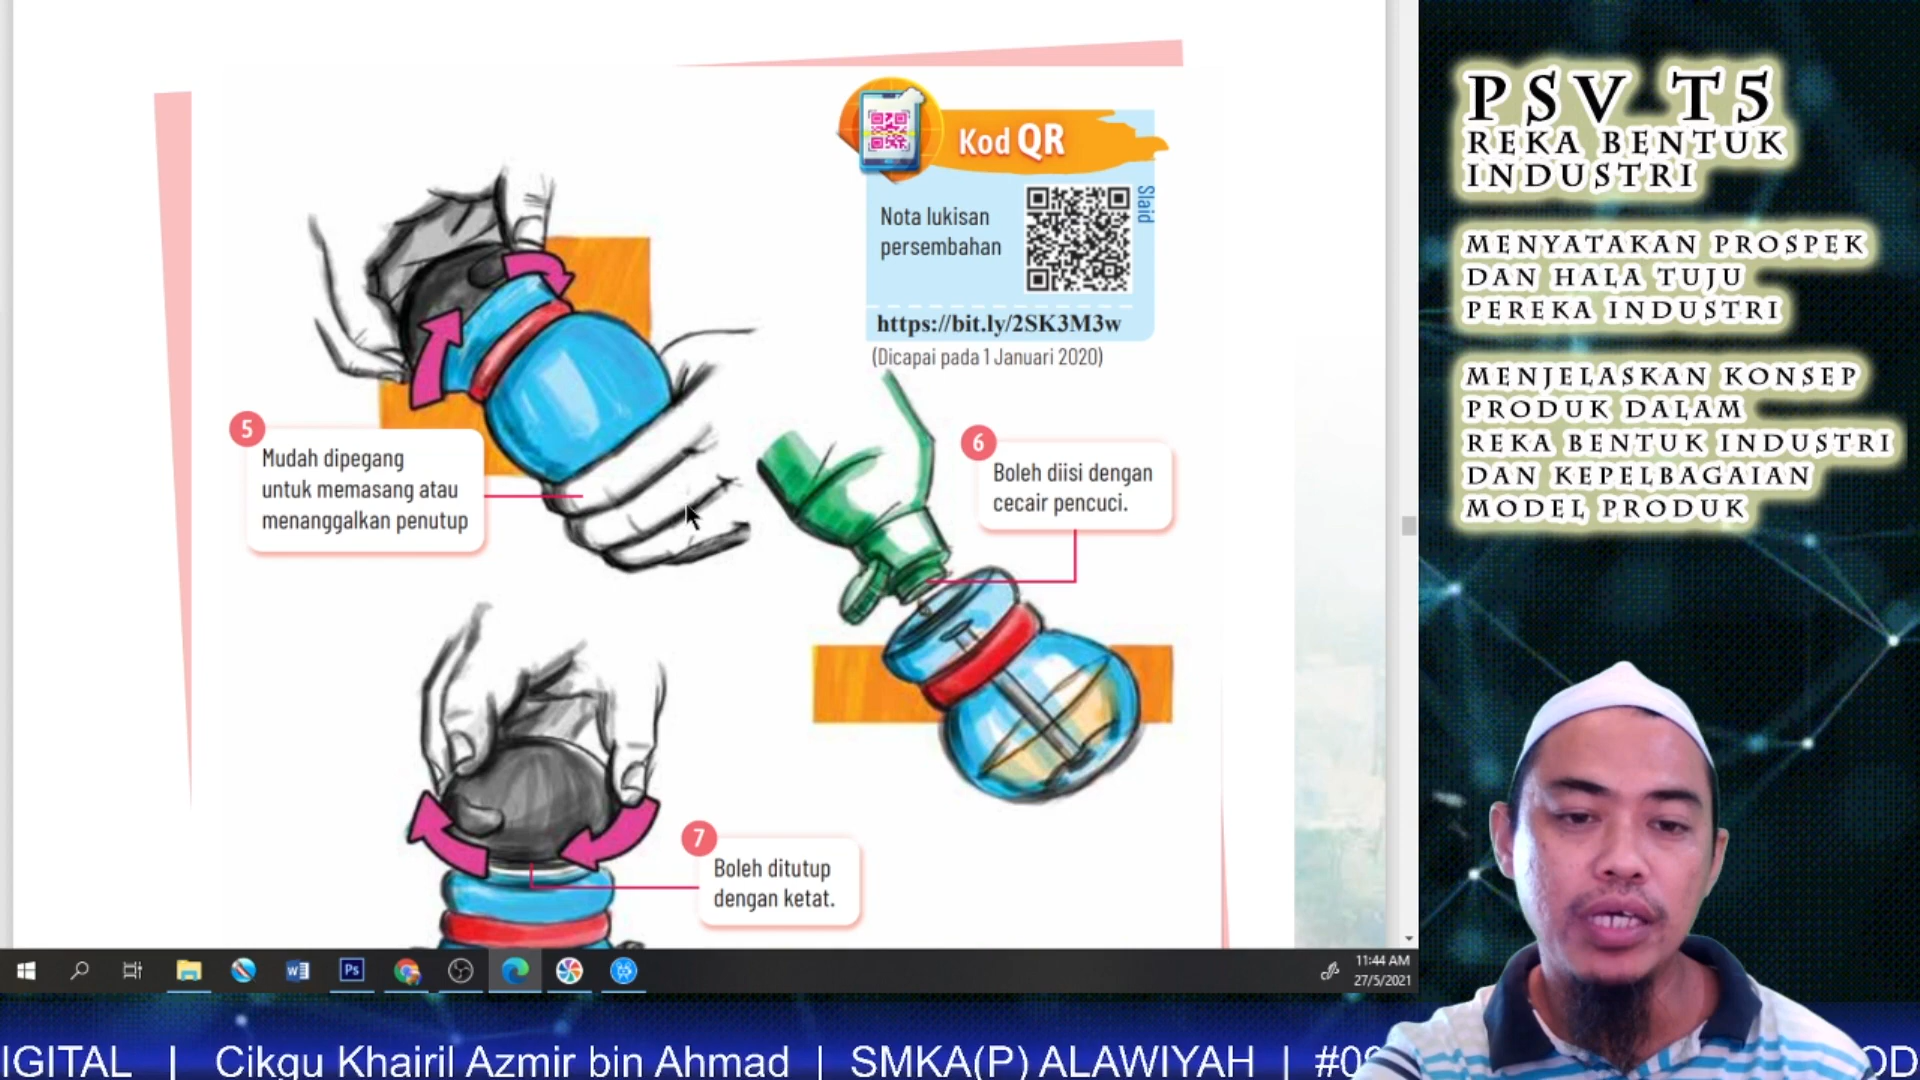 Kod QR
Nota lukisan
persembahan
Slaid
https://bit.ly/2SK3M3w
(Dicapai pada 1 Januari 2020)
5
Mudah dipegang
untuk memasang atau
menanggalkan penutup
6
Boleh diisi dengan
cecair pencuci.
7
Boleh ditutup
dengan ketat.
PSV T5
REKA BENTUK
INDUSTRI
MENYATAKAN PROSPEK
DAN HALA TUJU
PEREKA INDUSTRI
MENJELASKAN KONSEP
PRODUK DALAM
REKA BENTUK INDUSTRI
DAN KEPELBAGAIAN
MODEL PRODUK
Ps
11:44 AM
27/5/2021
IGITAL | Cikgu Khairil Azmir bin Ahmad | SMKA(P) ALAWIYAH |